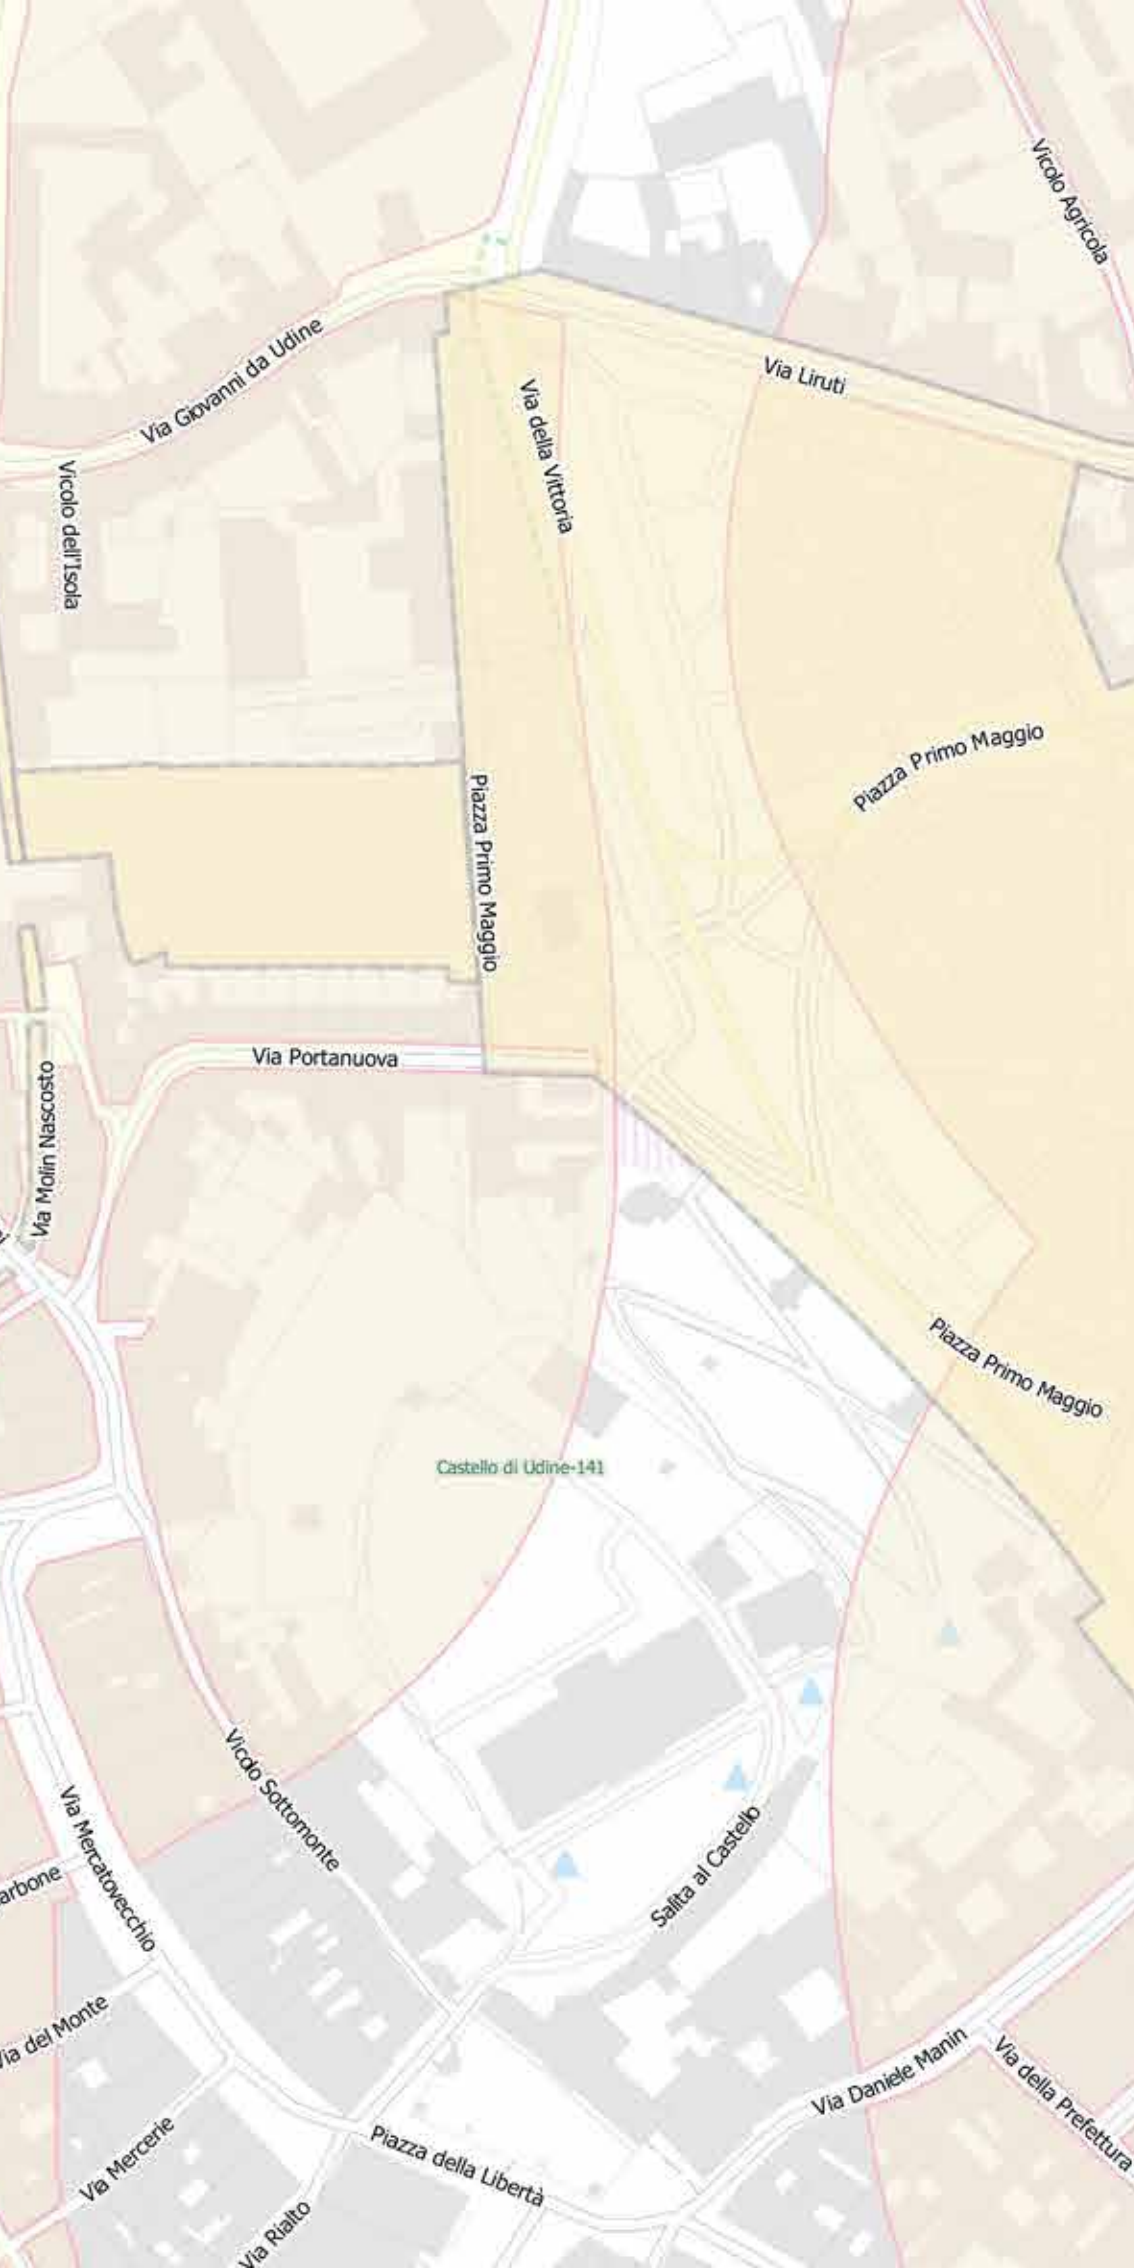 Vicolo Agricola
Via Giovanni da Udine
Via Liruti
Via della Vittoria
Vicolo dell'Isola
Piazza Primo Maggio
Piazza Primo Maggio
Via Portanuova
Via Molin Nascosto
Piazza Primo Maggio
Castello di Udine-141
Vicolo Sottomonte
Via Mercatovecchio
Salita al Castello
arbone
Via del Monte
Via Daniele Manin
Via della Prefettura
Via Mercerie
Piazza della Libertà
Via Rialto